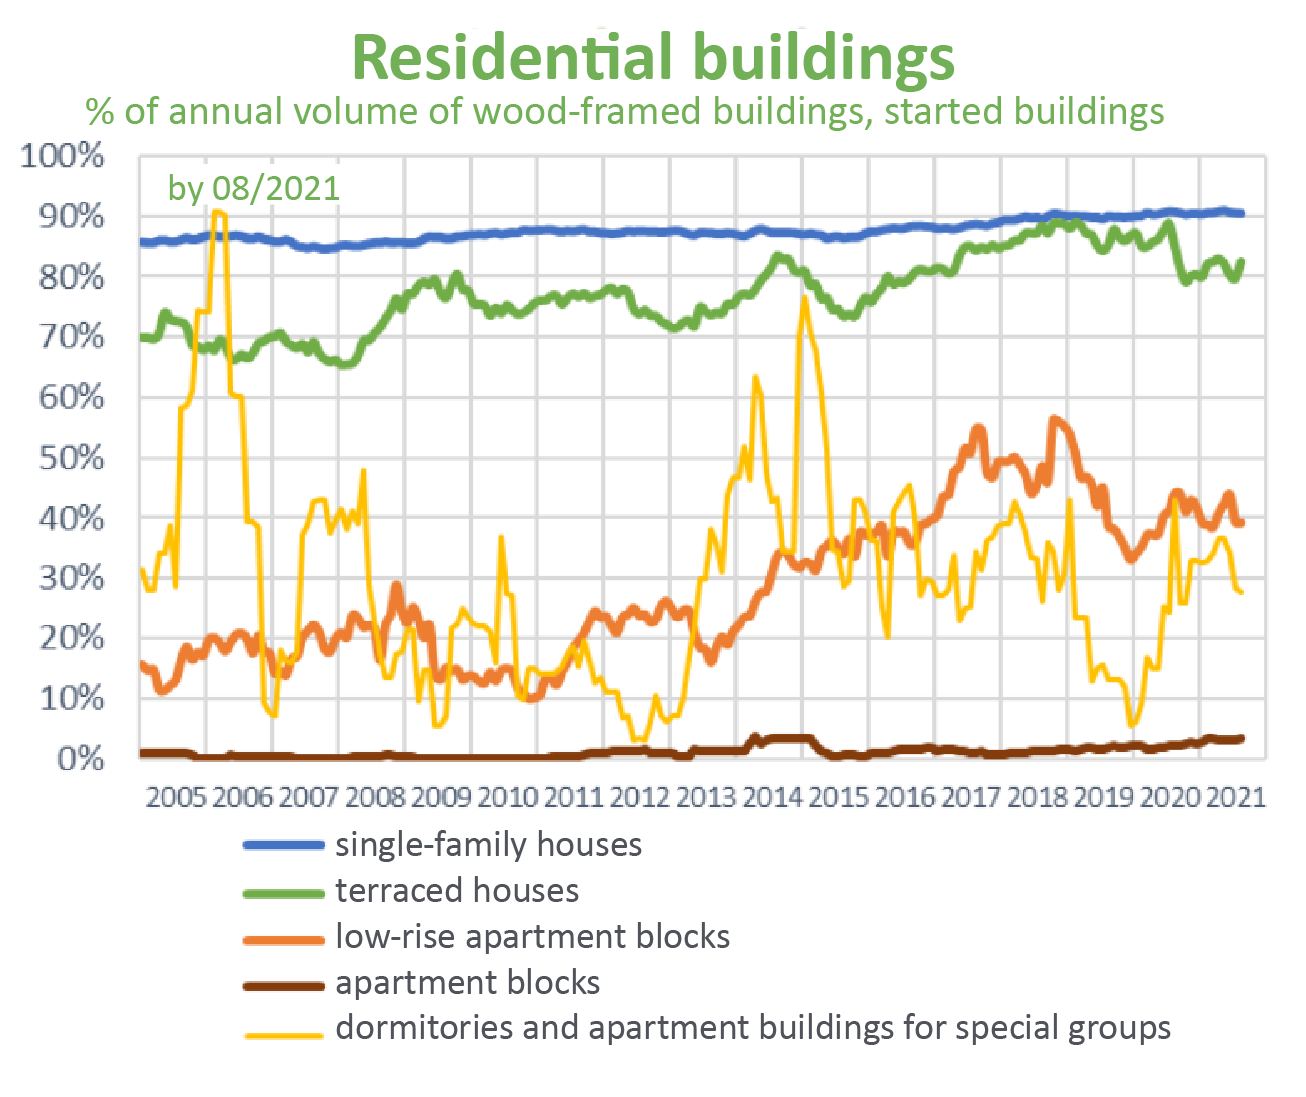 Residential buildings
% of annual volume of wood-framed buildings, started buildings
by 08/2021
100%
90%
80%
70%
60%
50%
40%
30%
20%
10%
0%
2005 2006 2007 2008 2009 2010 2011 2012 2013 2014 2015 2016 2017 2018 2019 2020 2021
single-family houses
terraced houses
low-rise apartment blocks
apartment blocks
dormitories and apartment buildings for special groups